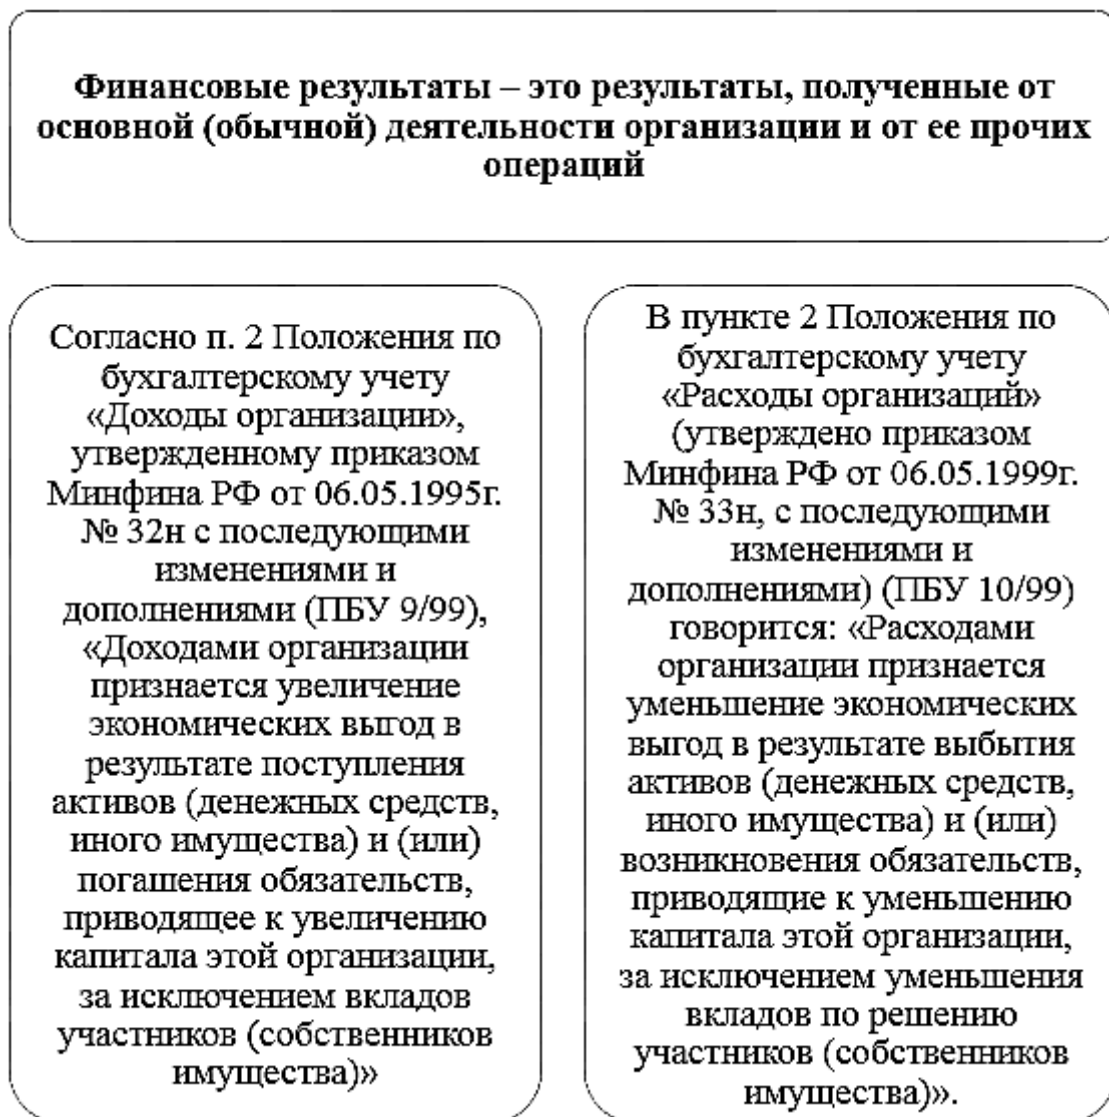 Финансовые результаты – это результаты, полученные от
основной (обычной) деятельности организации и от ее прочих
операций
Согласно п. 2 Положения по
бухгалтерскому учету
«Доходы организации»,
утвержденному приказом
Минфина РФ от 06.05.1995г.
№ 32н с последующими
изменениями и
дополнениями (ПБУ 9/99),
«Доходами организации
признается увеличение
экономических выгод в
результате поступления
активов (денежных средств,
иного имущества) и (или)
погашения обязательств,
приводящее к увеличению
капитала этой организации,
за исключением вкладов
участников (собственников
имущества)»
В пункте 2 Положения по
бухгалтерскому учету
«Расходы организаций»
(утверждено приказом
Минфина РФ от 06.05.1999г.
№ 33н, с последующими
изменениями и
дополнениями) (ПБУ 10/99)
говорится: «Расходами
организации признается
уменьшение экономических
выгод в результате выбытия
активов (денежных средств,
иного имущества) и (или)
возникновения обязательств,
приводящие к уменьшению
капитала этой организации,
за исключением уменьшения
вкладов по решению
участников (собственников
имущества)».